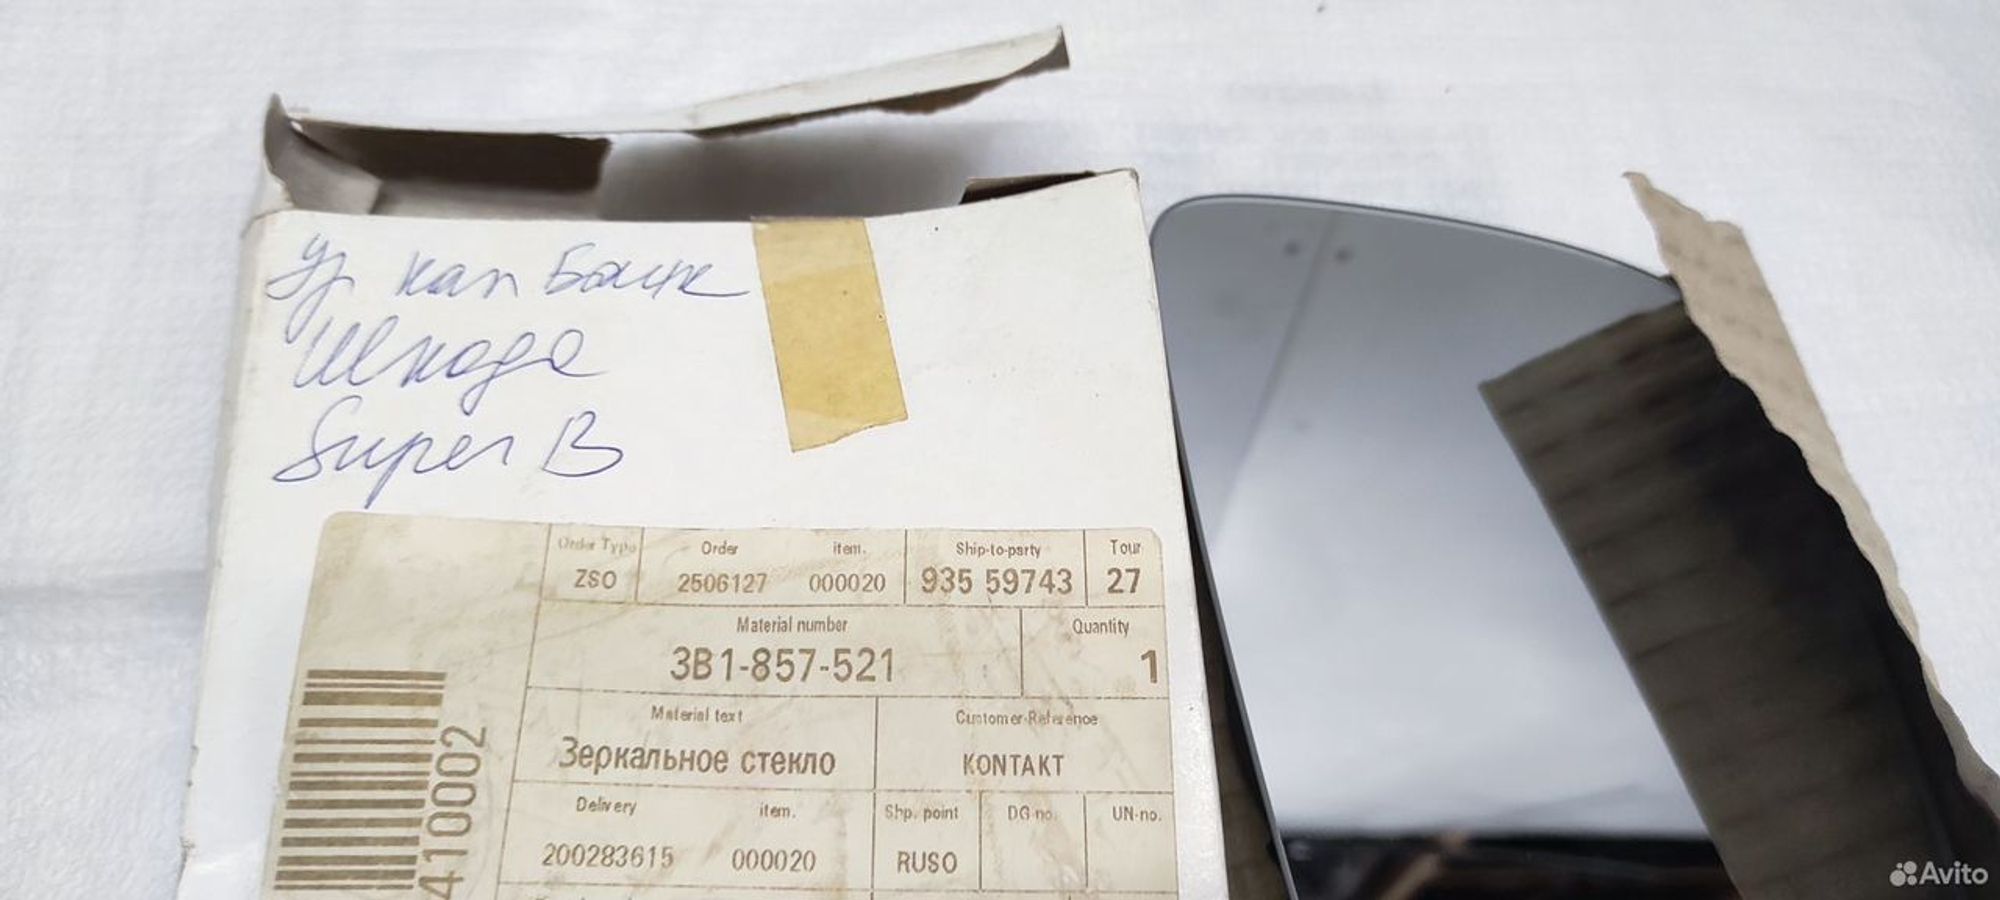 Ур кап Бачк
Шкода
Super B
Order Type Order item. Ship-to-party Tour
ZSO 2506127 000020 935 59743 27
Material number Quantity
3B1-857-521 1
Material text Customer-Reference
Зеркальное стекло KONTAKT
Delivery item. Shp. point DG-no. UN-no.
200283615 000020 RUSO
410002
Avito